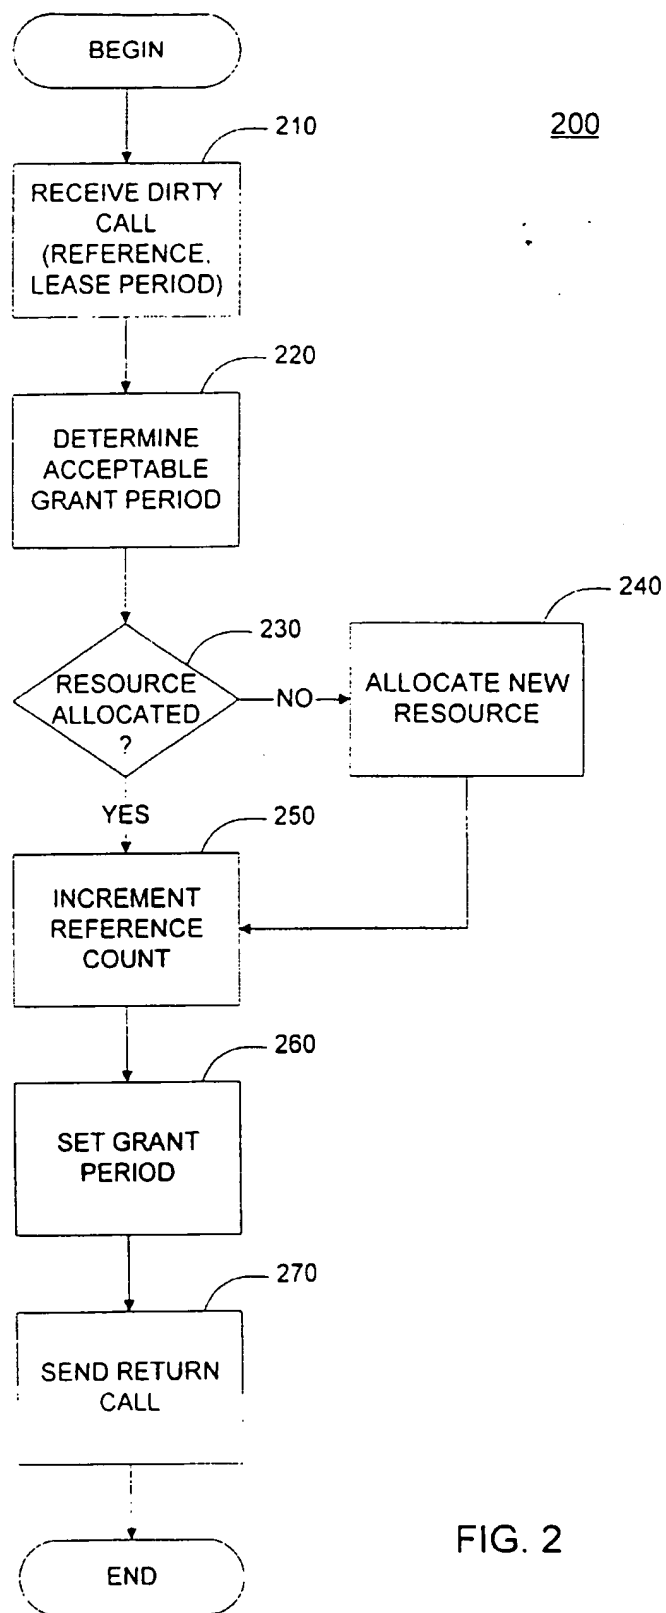 BEGIN
210
200
RECEIVE DIRTY
CALL
(REFERENCE,
LEASE PERIOD)
220
DETERMINE
ACCEPTABLE
GRANT PERIOD
230
240
RESOURCE
ALLOCATED
?
NO
ALLOCATE NEW
RESOURCE
YES
250
INCREMENT
REFERENCE
COUNT
260
SET GRANT
PERIOD
270
SEND RETURN
CALL
END
FIG. 2